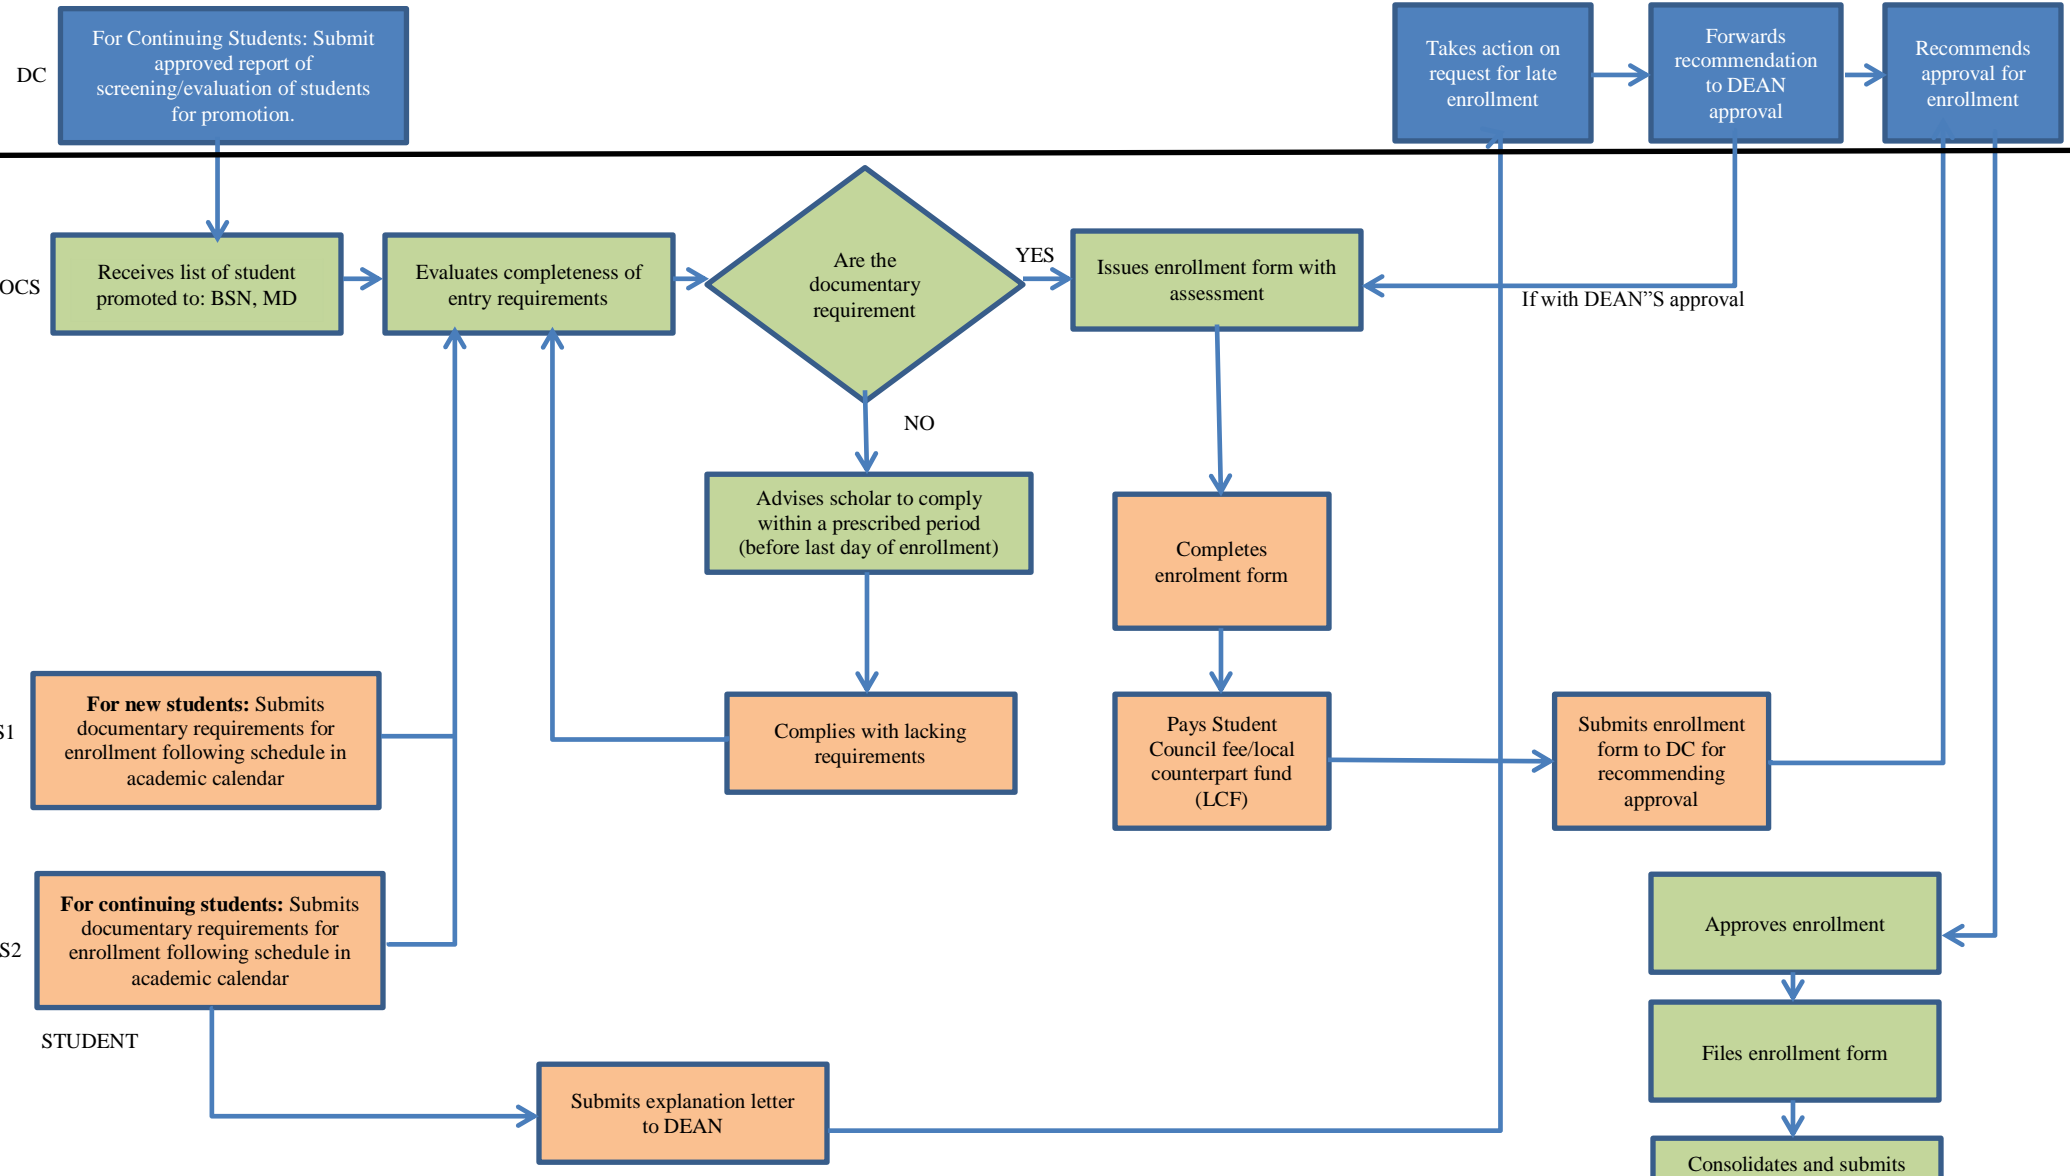 DC
For Continuing Students: Submit
approved report of
screening/evaluation of students
for promotion.
Takes action on
request for late
enrollment
Forwards
recommendation
to DEAN
approval
Recommends
approval for
enrollment
OCS
Receives list of student
promoted to: BSN, MD
Evaluates completeness of
entry requirements
Are the
documentary
requirement
YES
Issues enrollment form with
assessment
If with DEAN”S approval
NO
Advises scholar to comply
within a prescribed period
(before last day of enrollment)
Completes
enrolment form
S1
For new students: Submits
documentary requirements for
enrollment following schedule in
academic calendar
Complies with lacking
requirements
Pays Student
Council fee/local
counterpart fund
(LCF)
Submits enrollment
form to DC for
recommending
approval
S2
For continuing students: Submits
documentary requirements for
enrollment following schedule in
academic calendar
Approves enrollment
STUDENT
Files enrollment form
Submits explanation letter
to DEAN
Consolidates and submits